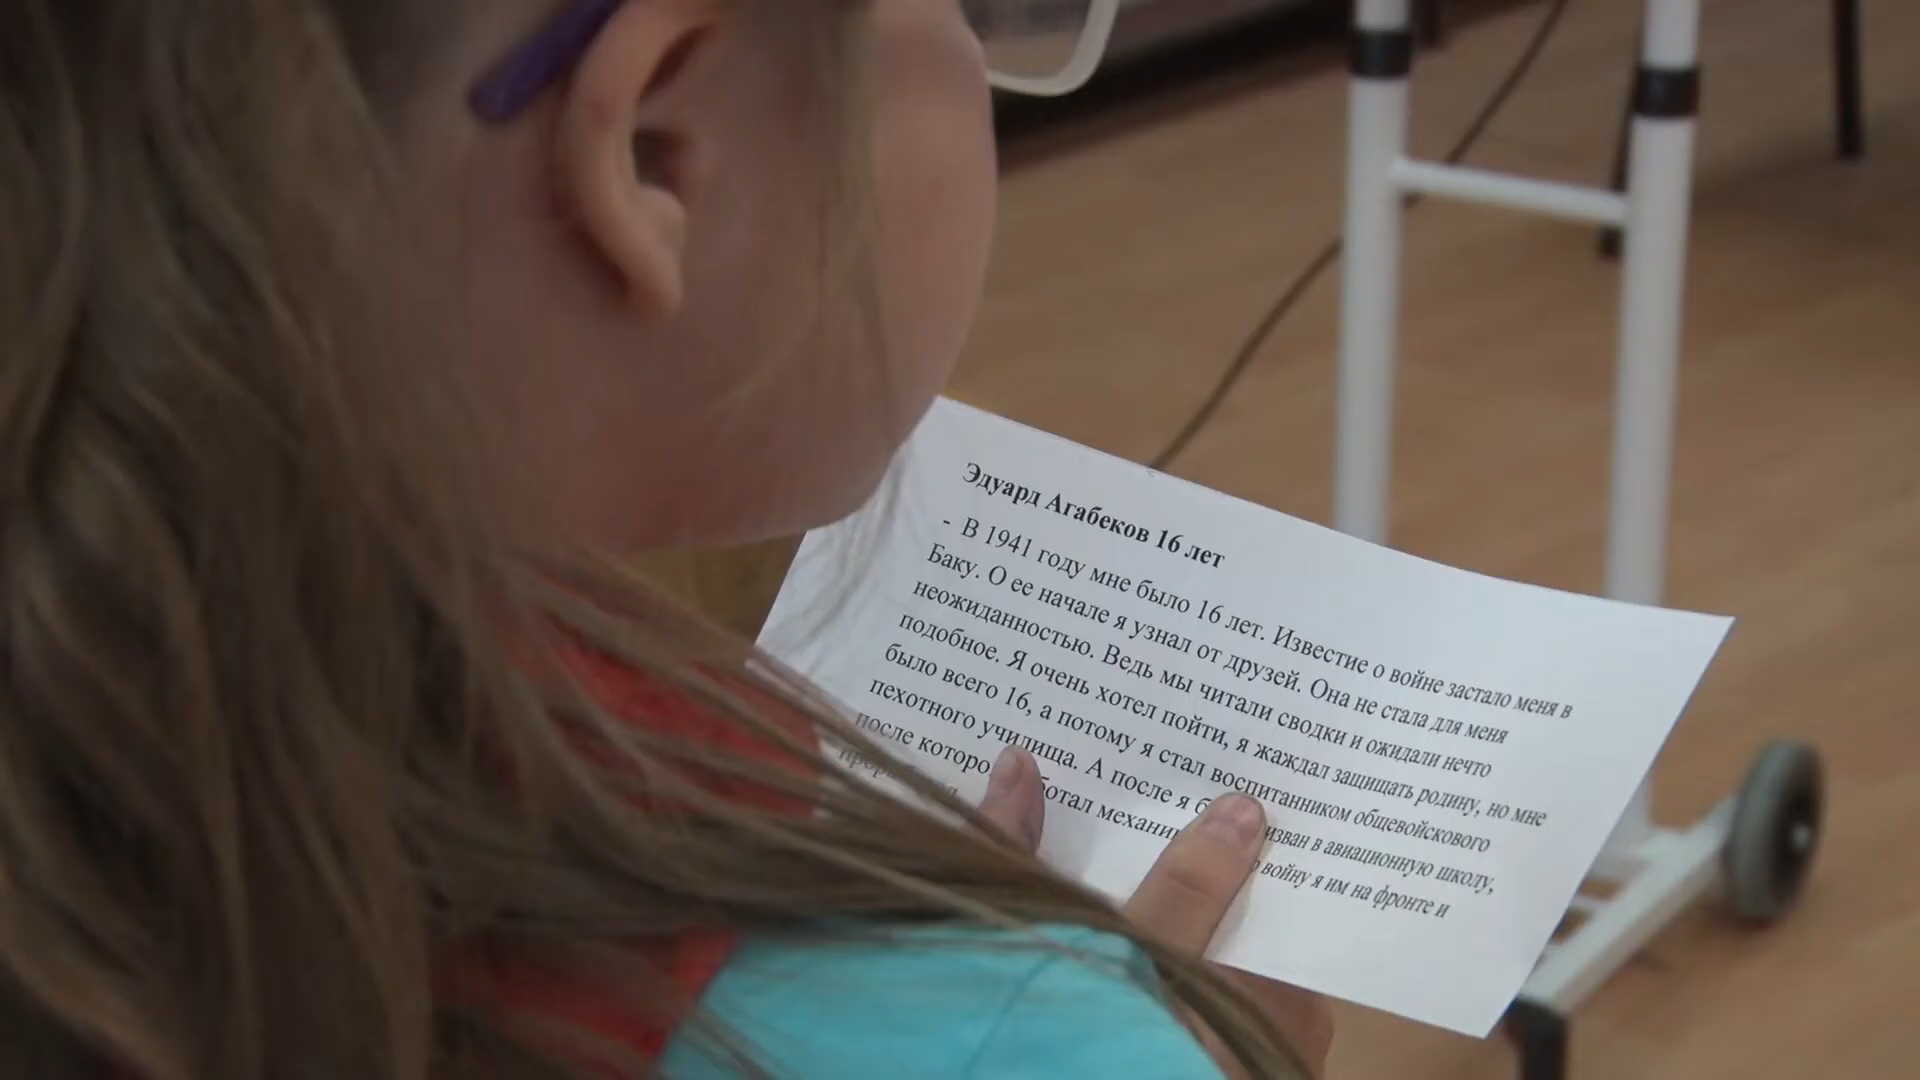 Эдуард Агабеков 16 лет
- В 1941 году мне было 16 лет. Известие о войне застало меня в
Баку. О ее начале я узнал от друзей. Она не стала для меня
неожиданностью. Ведь мы читали сводки и ожидали нечто
подобное. Я очень хотел пойти, я жаждал защищать родину, но мне
было всего 16, а потому я стал воспитанником общевойскового
пехотного училища. А после я б изван в авиационную школу,
после которо ботал механи ю войну я им на фронте и